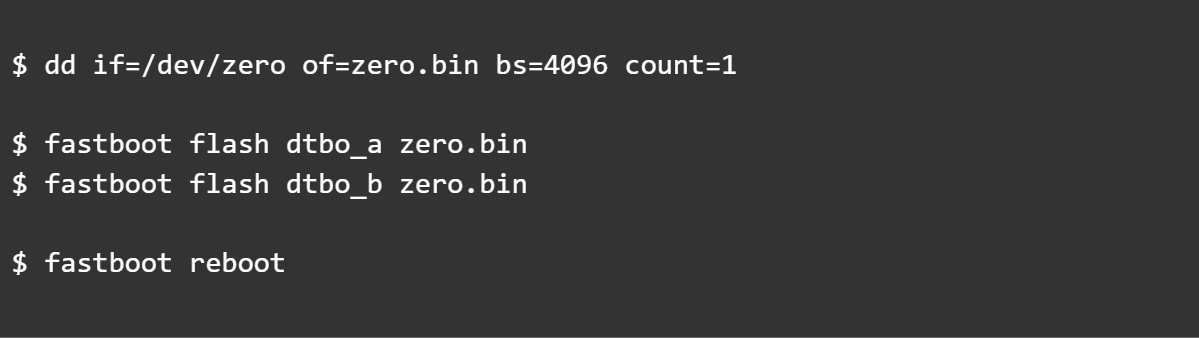 $ dd if=/dev/zero of=zero.bin bs=4096 count=1
$ fastboot flash dtbo_a zero.bin
$ fastboot flash dtbo_b zero.bin
$ fastboot reboot